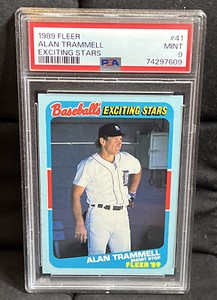 1989 FLEER #41
ALAN TRAMMELL MINT
EXCITING STARS 9
PSA 74297609
Baseball's EXCITING STARS
ALAN TRAMMELL
SHORT STOP
FLEER '89